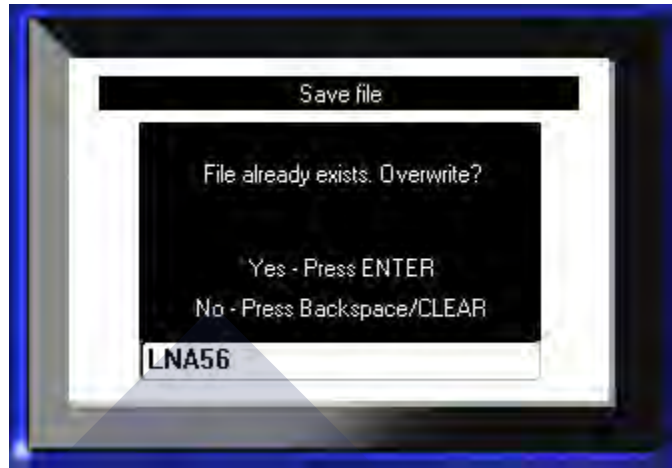 Save file
File already exists. Overwrite?
Yes - Press ENTER
No - Press Backspace/CLEAR
LNA56